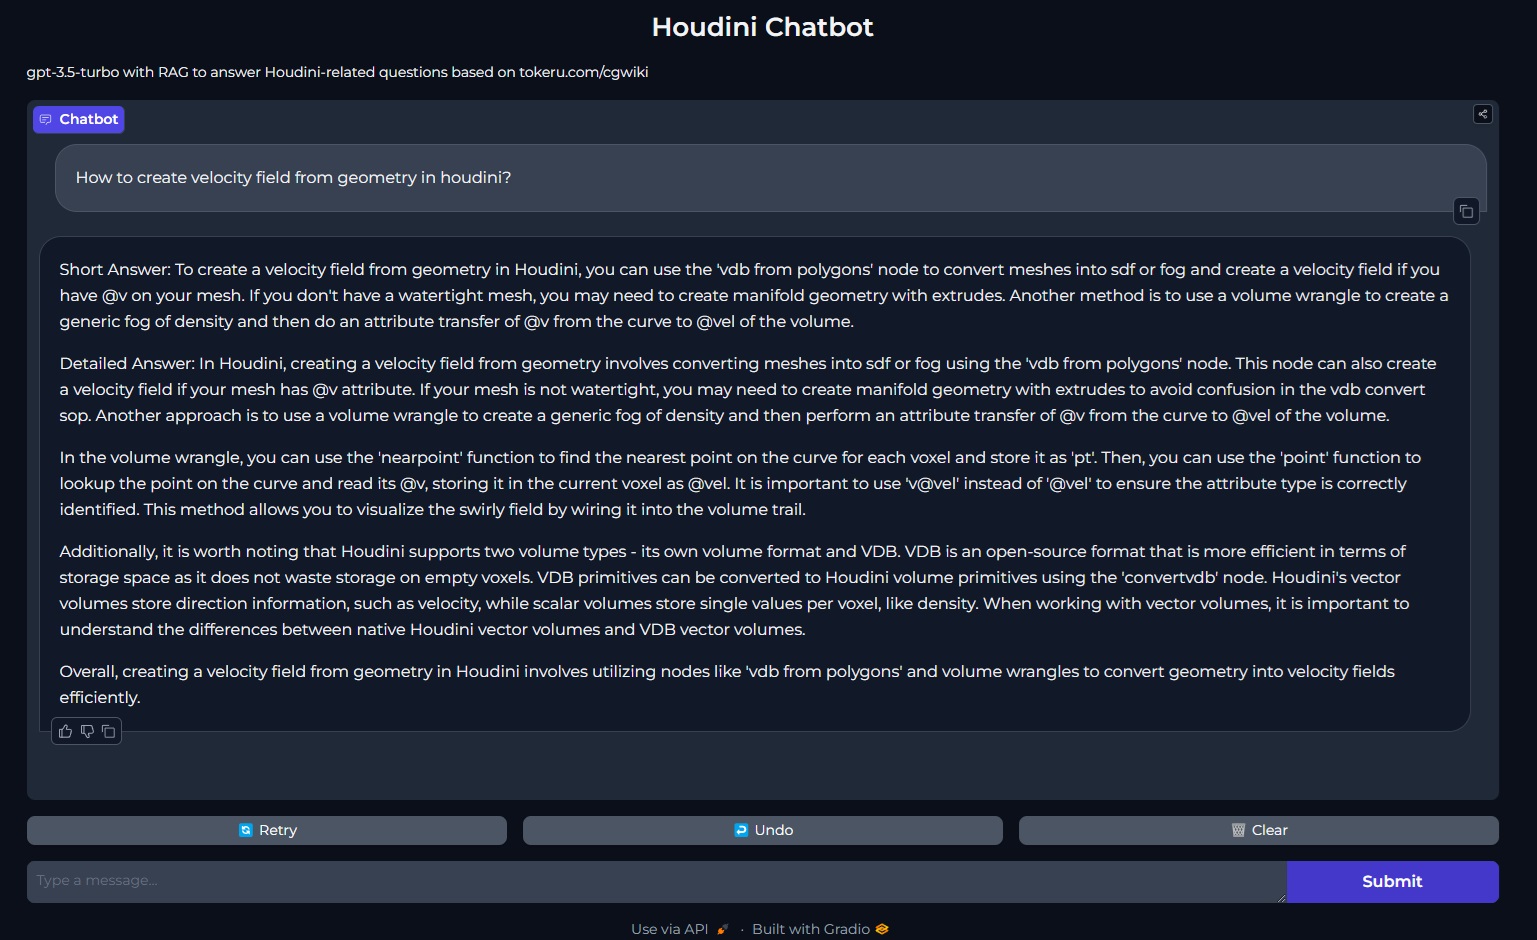 Houdini Chatbot
gpt-3.5-turbo with RAG to answer Houdini-related questions based on tokeru.com/cgwiki
Chatbot
How to create velocity field from geometry in houdini?
Short Answer: To create a velocity field from geometry in Houdini, you can use the 'vdb from polygons' node to convert meshes into sdf or fog and create a velocity field if you
have @v on your mesh. If you don't have a watertight mesh, you may need to create manifold geometry with extrudes. Another method is to use a volume wrangle to create a
generic fog of density and then do an attribute transfer of @v from the curve to @vel of the volume.
Detailed Answer: In Houdini, creating a velocity field from geometry involves converting meshes into sdf or fog using the 'vdb from polygons' node. This node can also create
a velocity field if your mesh has @v attribute. If your mesh is not watertight, you may need to create manifold geometry with extrudes to avoid confusion in the vdb convert
sop. Another approach is to use a volume wrangle to create a generic fog of density and then perform an attribute transfer of @v from the curve to @vel of the volume.
In the volume wrangle, you can use the 'nearpoint' function to find the nearest point on the curve for each voxel and store it as 'pt'. Then, you can use the 'point' function to
lookup the point on the curve and read its @v, storing it in the current voxel as @vel. It is important to use 'v@vel' instead of '@vel' to ensure the attribute type is correctly
identified. This method allows you to visualize the swirly field by wiring it into the volume trail.
Additionally, it is worth noting that Houdini supports two volume types - its own volume format and VDB. VDB is an open-source format that is more efficient in terms of
storage space as it does not waste storage on empty voxels. VDB primitives can be converted to Houdini volume primitives using the 'convertvdb' node. Houdini's vector
volumes store direction information, such as velocity, while scalar volumes store single values per voxel, like density. When working with vector volumes, it is important to
understand the differences between native Houdini vector volumes and VDB vector volumes.
Overall, creating a velocity field from geometry in Houdini involves utilizing nodes like 'vdb from polygons' and volume wrangles to convert geometry into velocity fields
efficiently.
Retry
Undo
Clear
Type a message...
Submit
Use via API · Built with Gradio